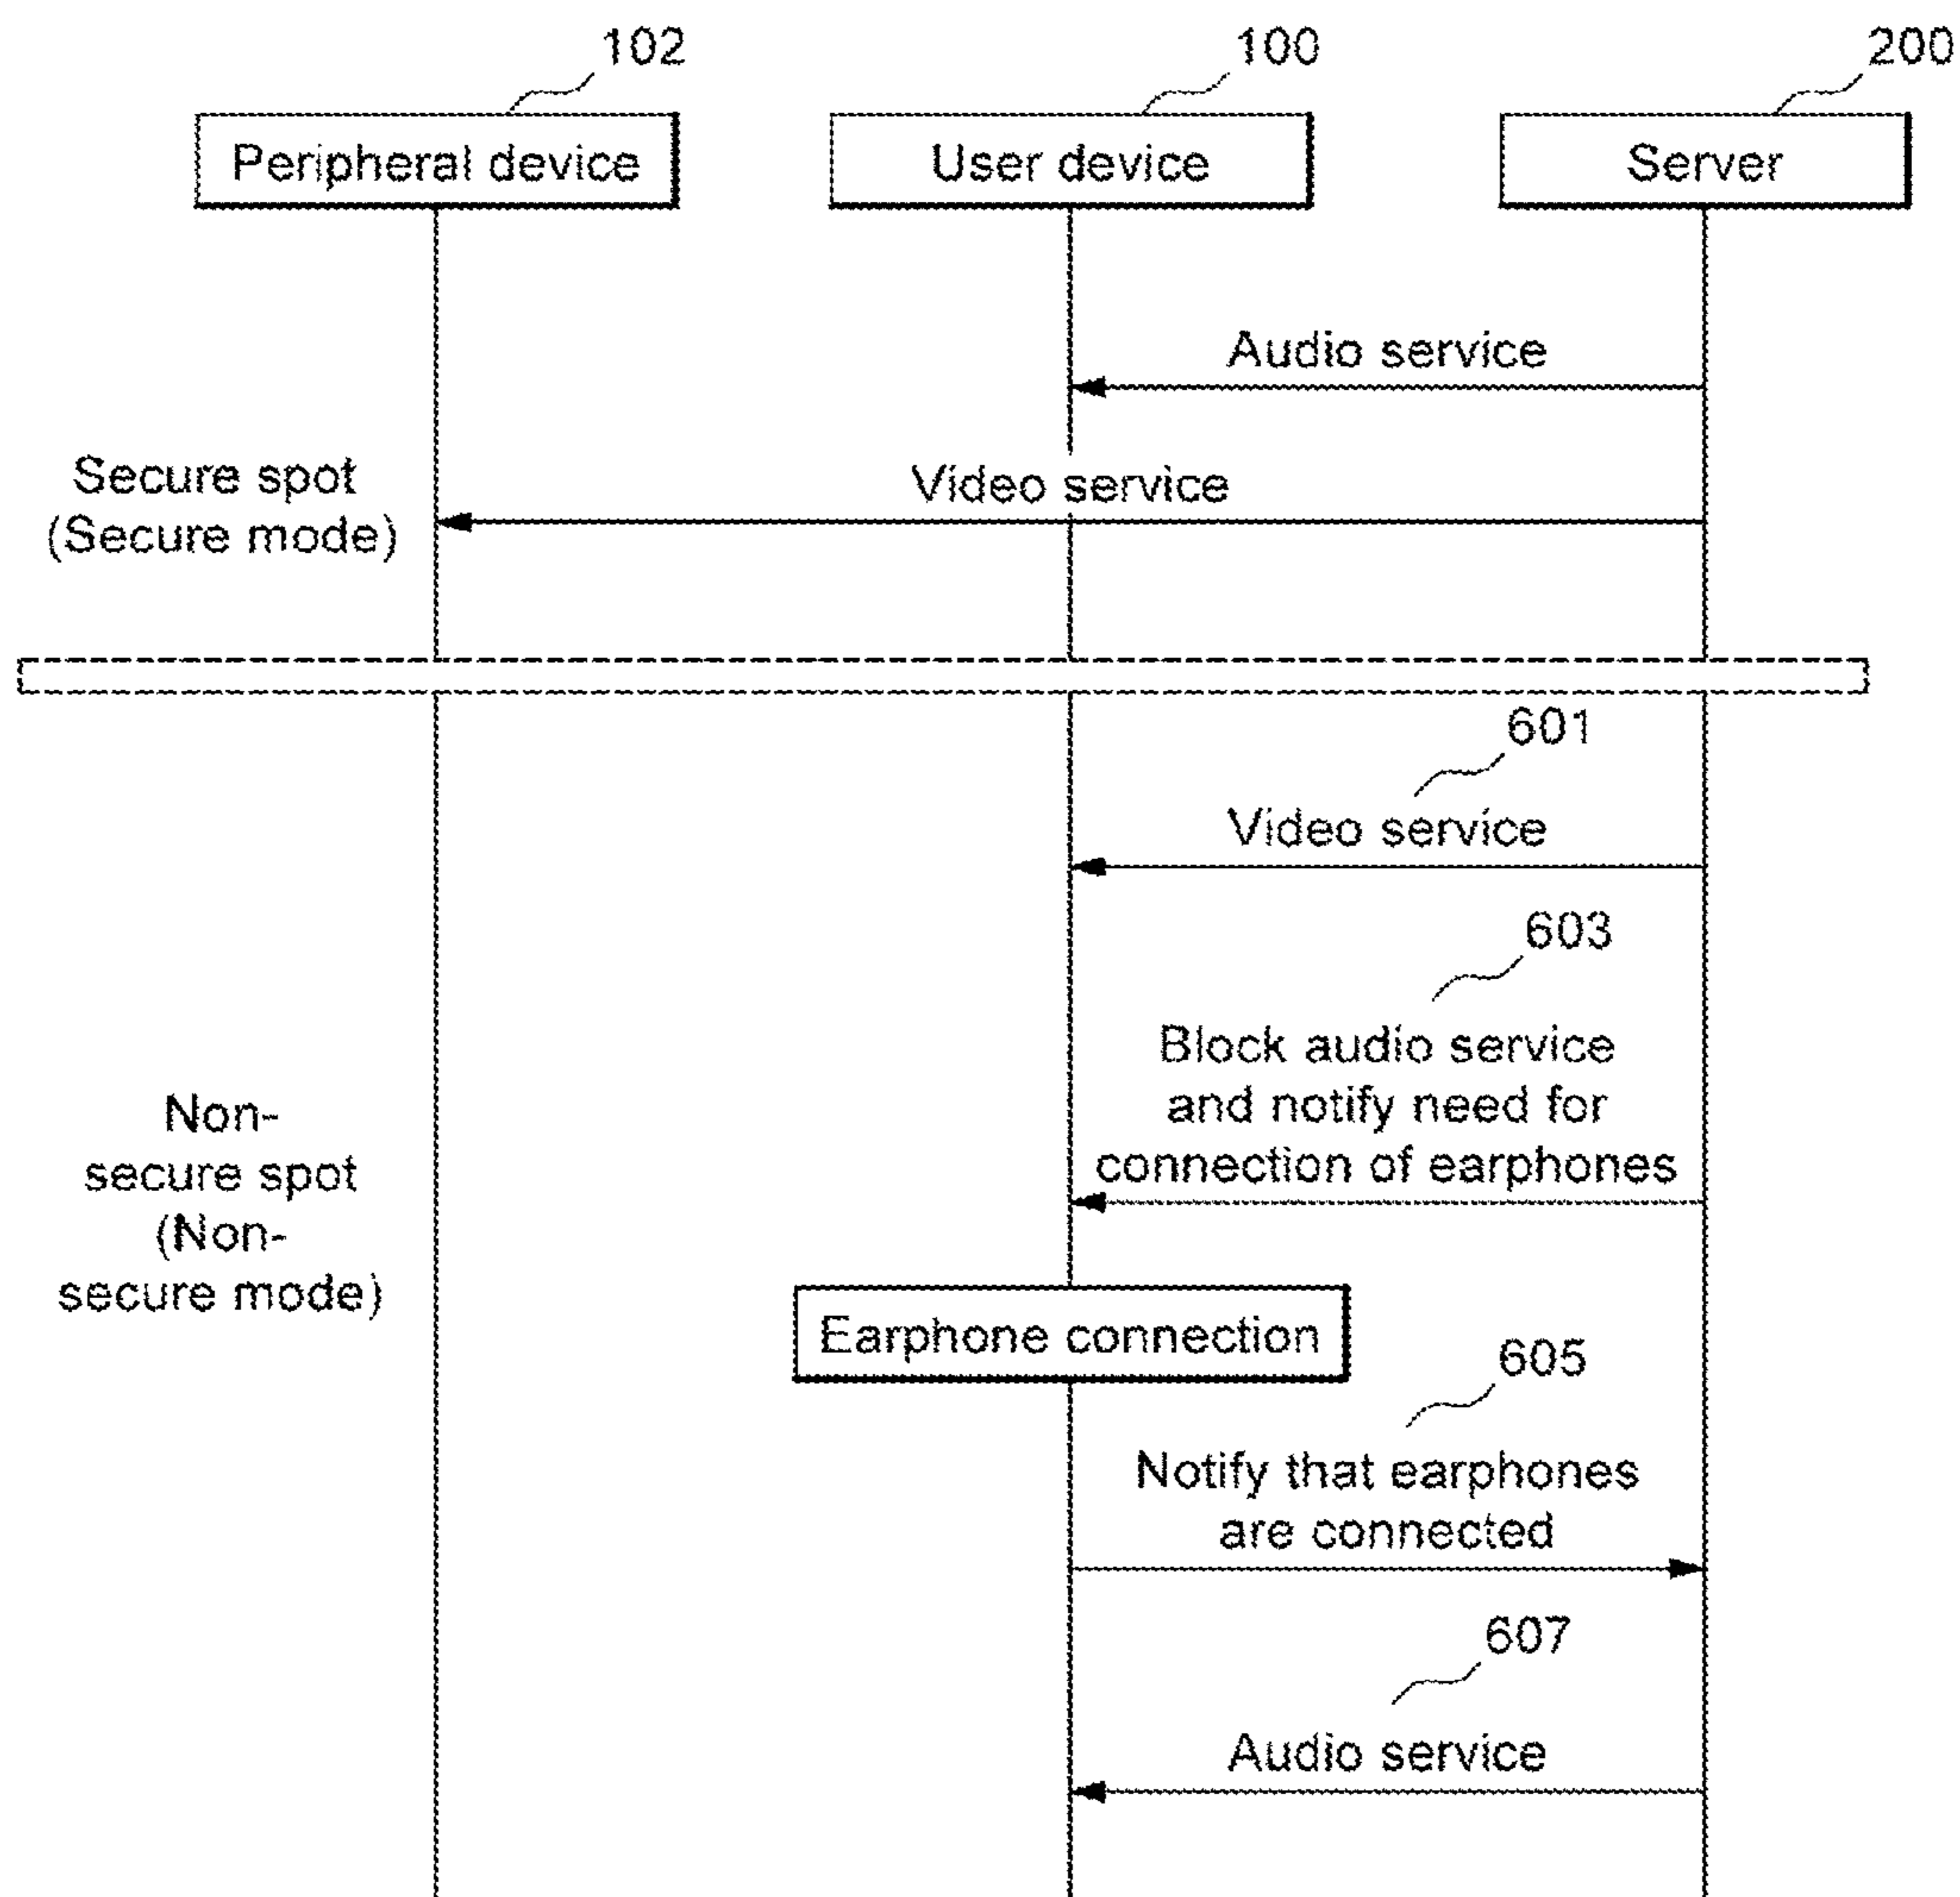 102
100
200
Peripheral device
User device
Server
Audio service
Secure spot
(Secure mode)
Video service
601
Video service
603
Block audio service
and notify need for
connection of earphones
Non-
secure spot
(Non-
secure mode)
Earphone connection
605
Notify that earphones
are connected
607
Audio service